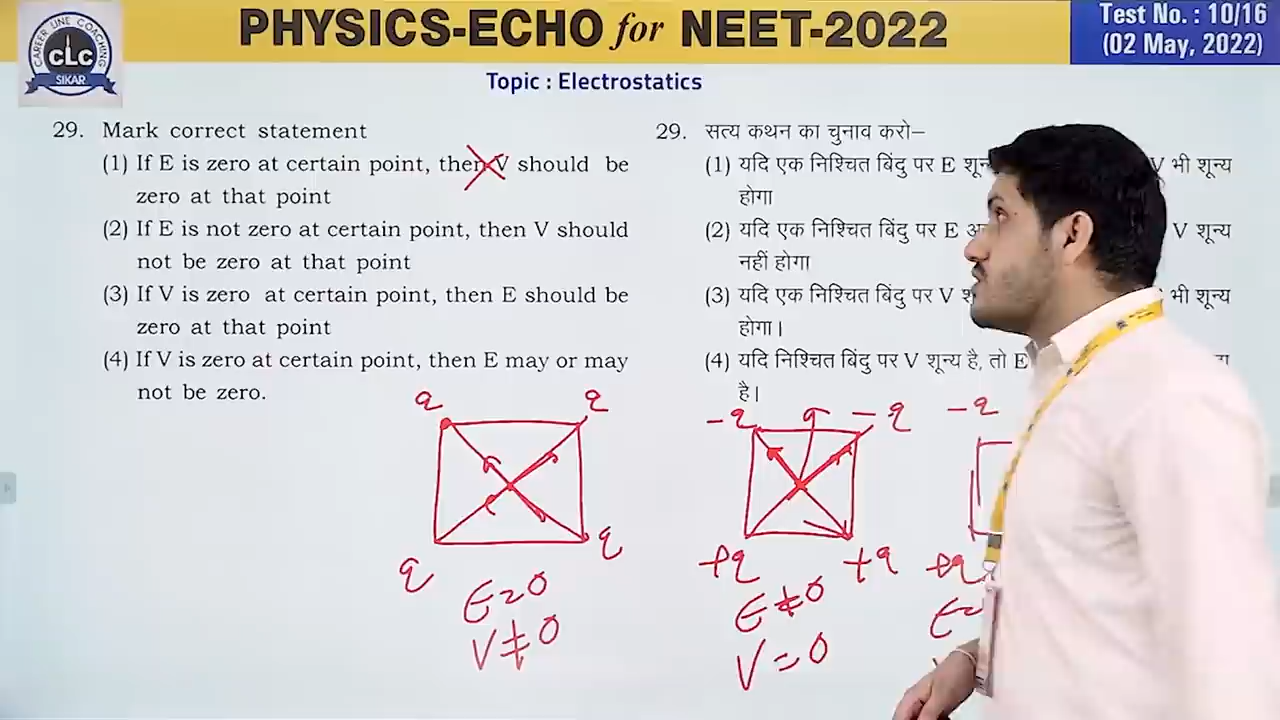 PHYSICS-ECHO for NEET-2022
Test No. : 10/16
(02 May, 2022)
CAREER LINE COACHING
CLC
SIKAR
Topic : Electrostatics
29. Mark correct statement
(1) If E is zero at certain point, then V should be
zero at that point
(2) If E is not zero at certain point, then V should
not be zero at that point
(3) If V is zero at certain point, then E should be
zero at that point
(4) If V is zero at certain point, then E may or may
not be zero.
29. सत्य कथन का चुनाव करो–
(1) यदि एक निश्चित बिंदु पर E V भी शून्य
होगा
(2) यदि एक निश्चित बिंदु पर E V शून्य
नहीं होगा
(3) यदि एक निश्चित बिंदु पर V भी शून्य
होगा।
(4) यदि निश्चित बिंदु पर V शून्य है, तो E
है।
q q
q q
E=0
V≠0
-q -q
+q +q
E≠0
V=0
-q
+q
E=